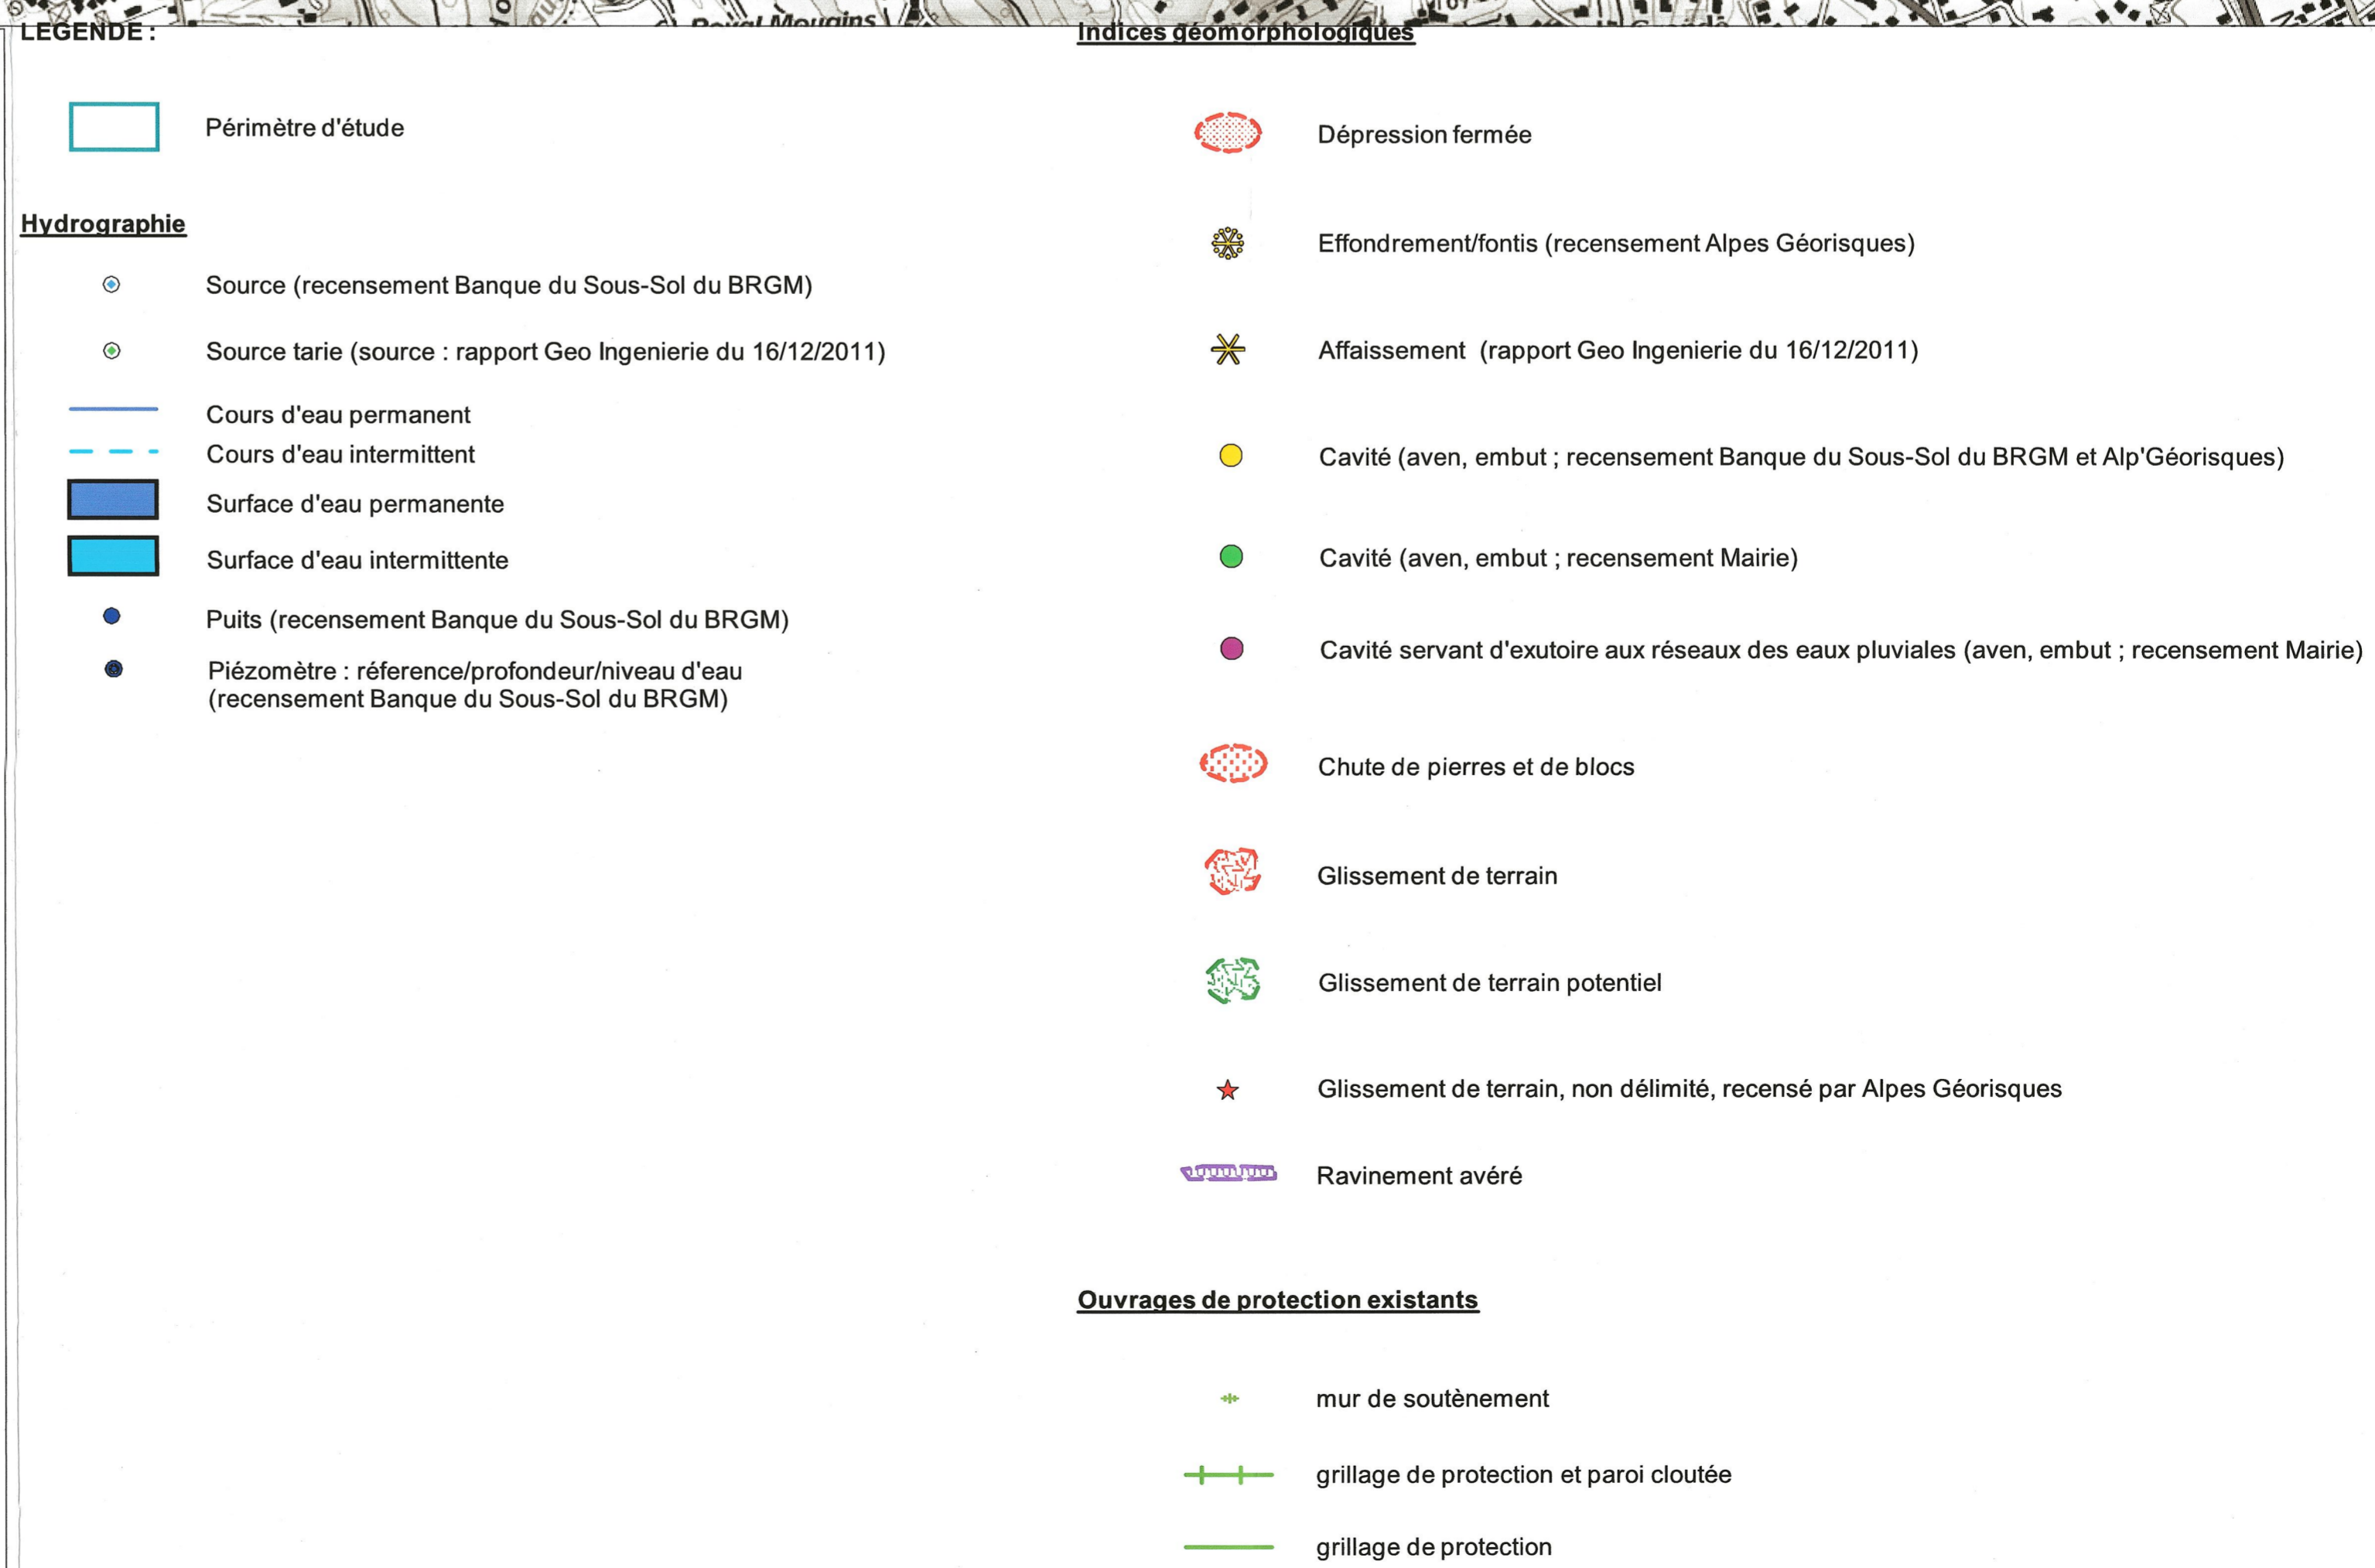 Royal Mougins
LEGENDE :
Périmètre d'étude
Hydrographie
Source (recensement Banque du Sous-Sol du BRGM)
Source tarie (source : rapport Geo Ingenierie du 16/12/2011)
Cours d'eau permanent
Cours d'eau intermittent
Surface d'eau permanente
Surface d'eau intermittente
Puits (recensement Banque du Sous-Sol du BRGM)
Piézomètre : réference/profondeur/niveau d'eau
(recensement Banque du Sous-Sol du BRGM)
Indices géomorphologiques
Dépression fermée
Effondrement/fontis (recensement Alpes Géorisques)
Affaissement (rapport Geo Ingenierie du 16/12/2011)
Cavité (aven, embut ; recensement Banque du Sous-Sol du BRGM et Alp'Géorisques)
Cavité (aven, embut ; recensement Mairie)
Cavité servant d'exutoire aux réseaux des eaux pluviales (aven, embut ; recensement Mairie)
Chute de pierres et de blocs
Glissement de terrain
Glissement de terrain potentiel
Glissement de terrain, non délimité, recensé par Alpes Géorisques
Ravinement avéré
Ouvrages de protection existants
mur de soutènement
grillage de protection et paroi cloutée
grillage de protection